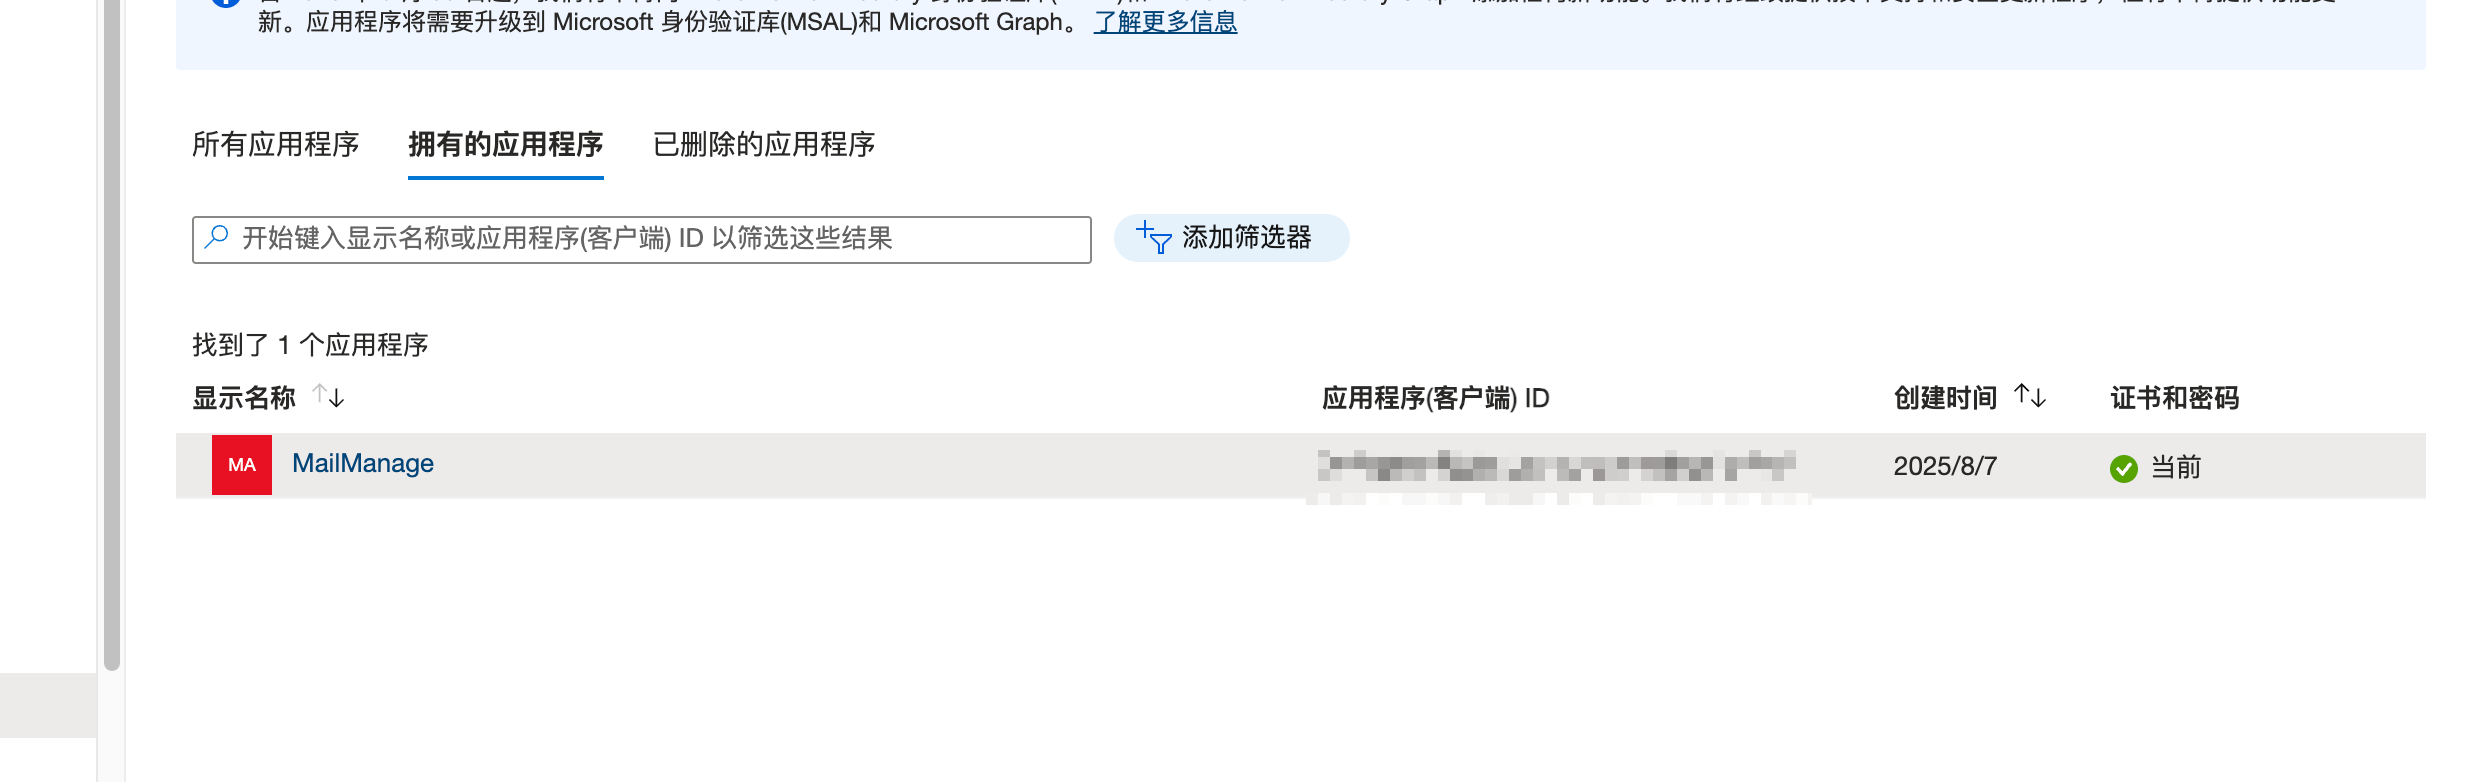 新。应用程序将需要升级到 Microsoft 身份验证库(MSAL)和 Microsoft Graph。 了解更多信息
所有应用程序 拥有的应用程序 已删除的应用程序
开始键入显示名称或应用程序(客户端) ID 以筛选这些结果
添加筛选器
找到了 1 个应用程序
显示名称 ↑↓ 应用程序(客户端) ID 创建时间 ↑↓ 证书和密码
MA MailManage 2025/8/7 当前